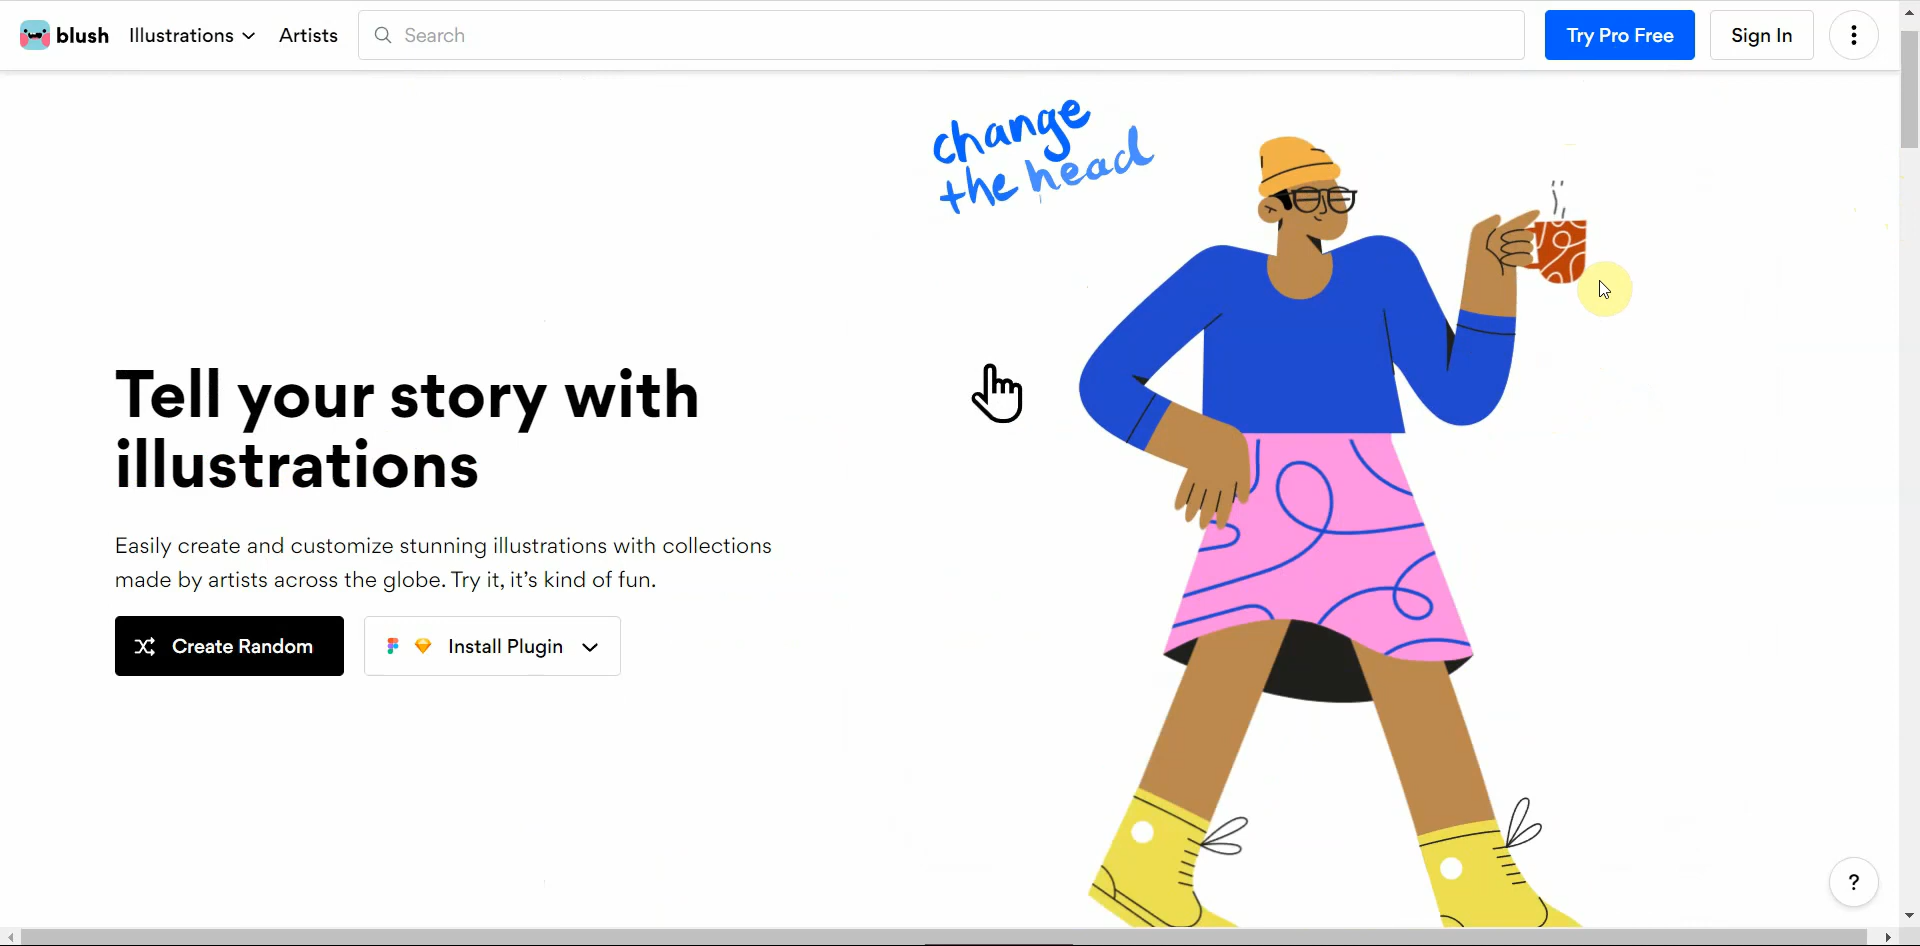 blush
Illustrations
Artists
Search
Try Pro Free
Sign In
change
the head
Tell your story with
illustrations
Easily create and customize stunning illustrations with collections
made by artists across the globe. Try it, it’s kind of fun.
Create Random
Install Plugin
?